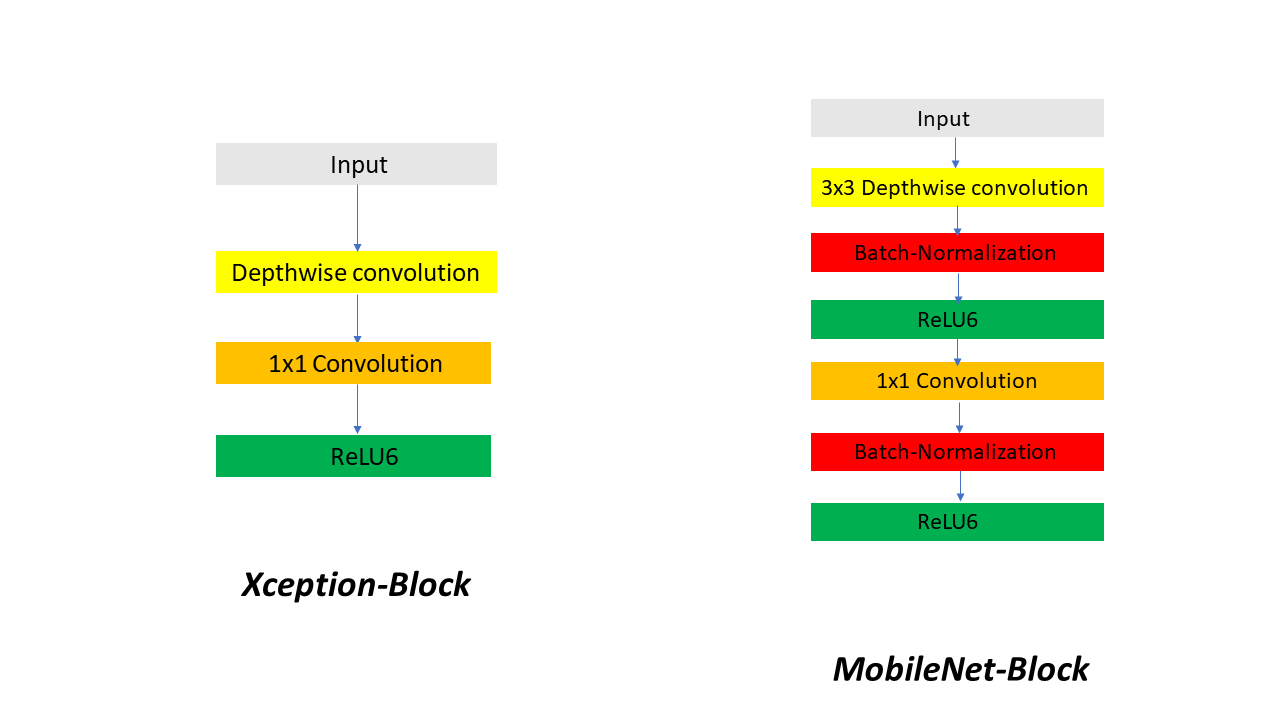 Input
Depthwise convolution
1x1 Convolution
ReLU6
Xception-Block
Input
3x3 Depthwise convolution
Batch-Normalization
ReLU6
1x1 Convolution
Batch-Normalization
ReLU6
MobileNet-Block